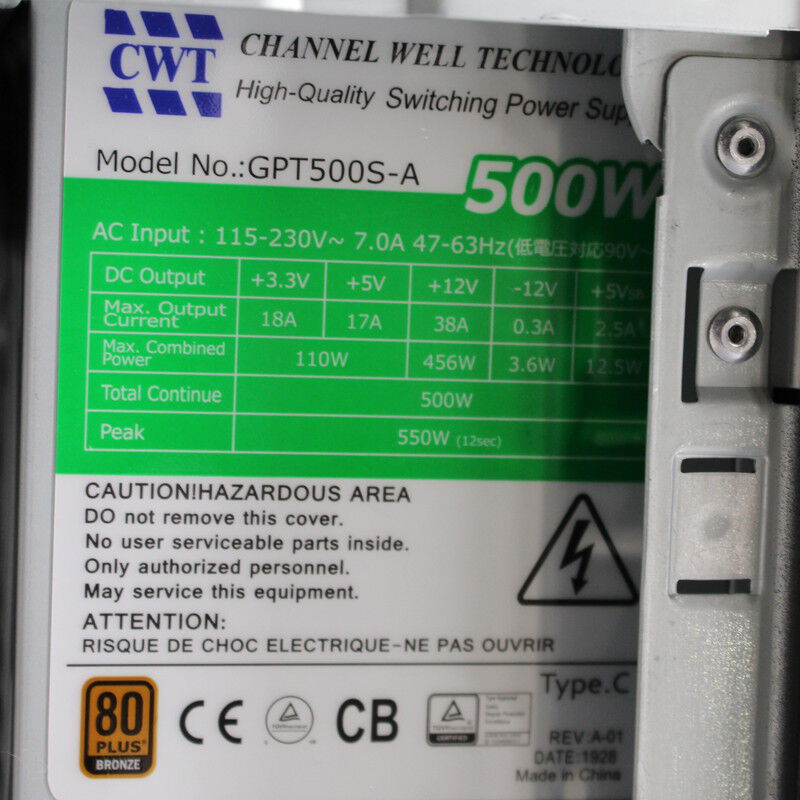 CWT
CHANNEL WELL TECHNOLO
High-Quality Switching Power Sup
Model No.:GPT500S-A
500W
AC Input : 115-230V~ 7.0A 47-63Hz(低電圧対応90V~
DC Output +3.3V +5V +12V -12V +5VSB
Max. Output Current 18A 17A 38A 0.3A 2.5A
Max. Combined Power 110W 456W 3.6W 12.5W
Total Continue 500W
Peak 550W (12sec)
CAUTION!HAZARDOUS AREA
DO not remove this cover.
No user serviceable parts inside.
Only authorized personnel.
May service this equipment.
ATTENTION:
RISQUE DE CHOC ELECTRIQUE-NE PAS OUVRIR
Type.C
80
PLUS
BRONZE
CE
CB
CERTIFIED
REV:A-01
DATE:1928
Made in China